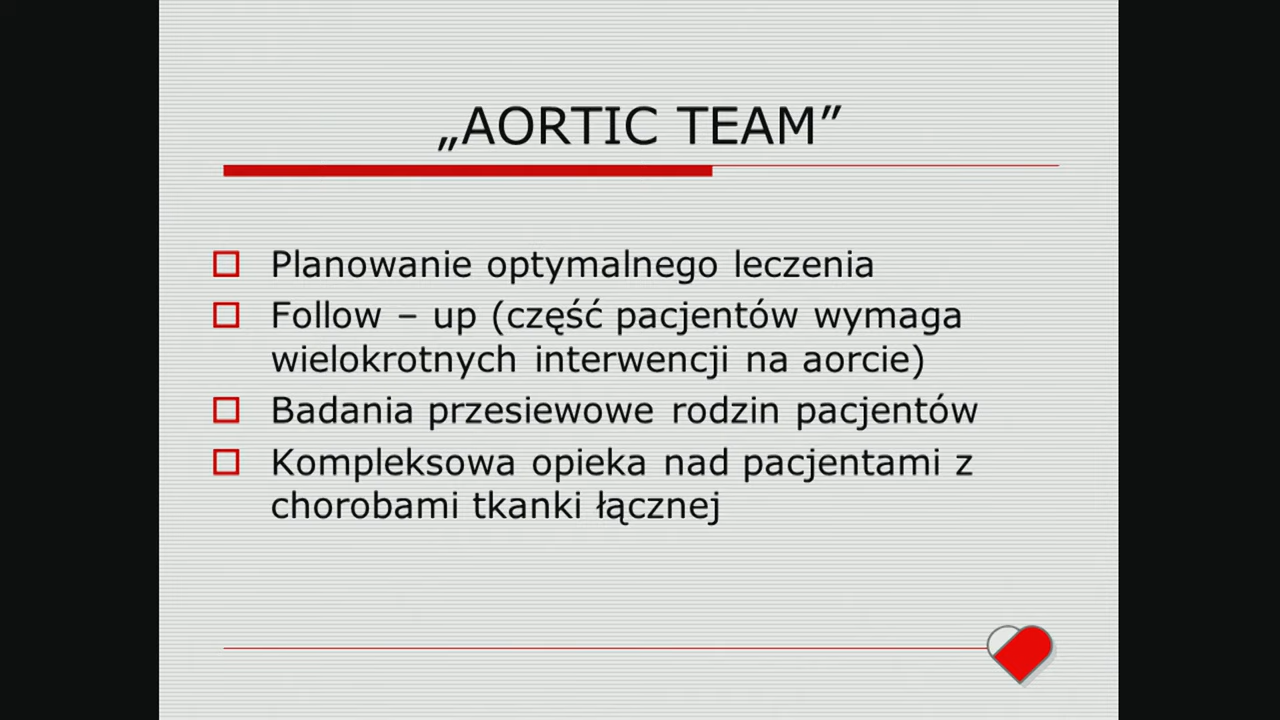 „AORTIC TEAM”
Planowanie optymalnego leczenia
Follow – up (część pacjentów wymaga
wielokrotnych interwencji na aorcie)
Badania przesiewowe rodzin pacjentów
Kompleksowa opieka nad pacjentami z
chorobami tkanki łącznej